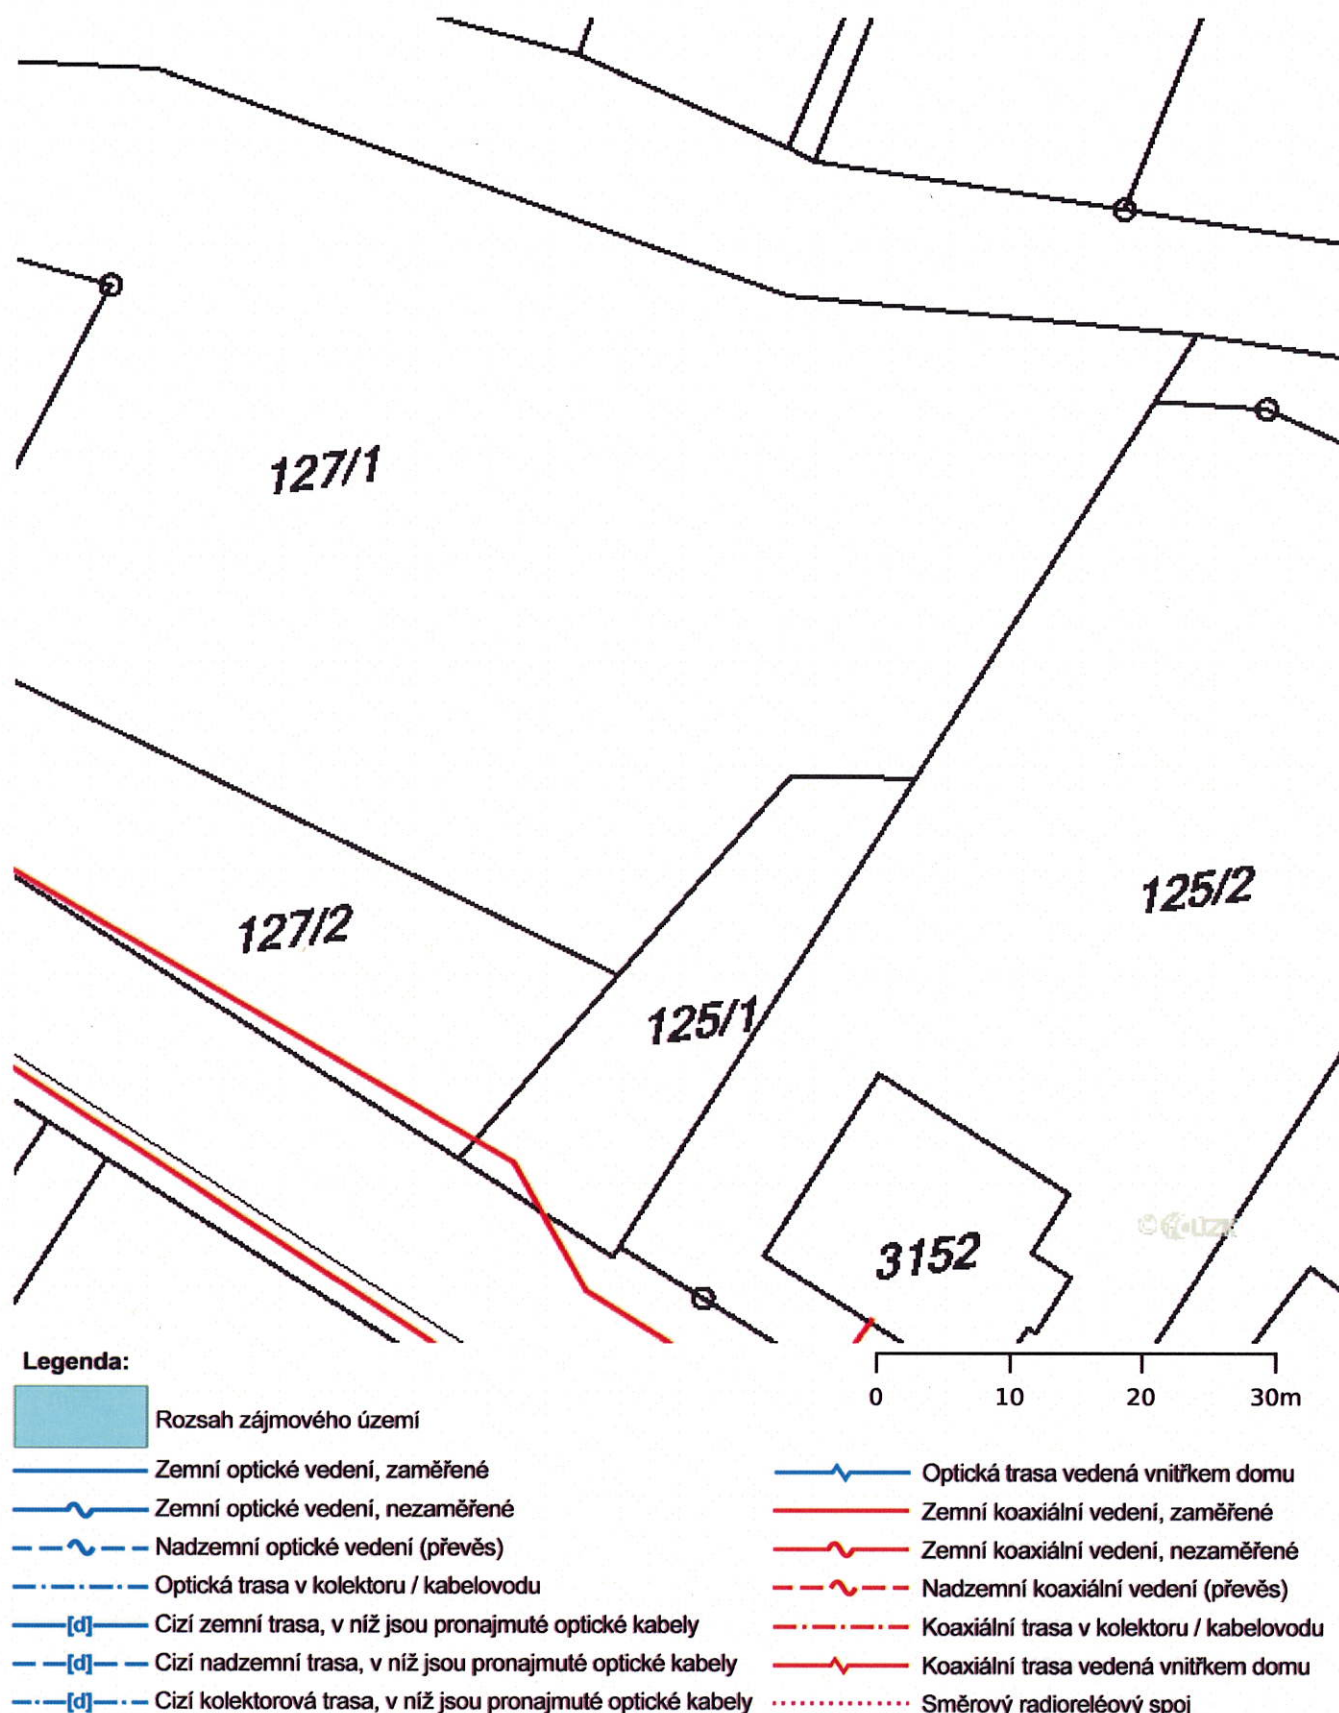 127/1
125/2
127/2
125/1
3152
Legenda:
0 10 20 30m
Rozsah zájmového území
Zemní optické vedení, zaměřené
Zemní optické vedení, nezaměřené
Nadzemní optické vedení (převěs)
Optická trasa v kolektoru / kabelovodu
[d] Cizí zemní trasa, v níž jsou pronajmuté optické kabely
[d] Cizí nadzemní trasa, v níž jsou pronajmuté optické kabely
[d] Cizí kolektorová trasa, v níž jsou pronajmuté optické kabely
Optická trasa vedená vnitřkem domu
Zemní koaxiální vedení, zaměřené
Zemní koaxiální vedení, nezaměřené
Nadzemní koaxiální vedení (převěs)
Koaxiální trasa v kolektoru / kabelovodu
Koaxiální trasa vedená vnitřkem domu
Směrový radioreléový spoj